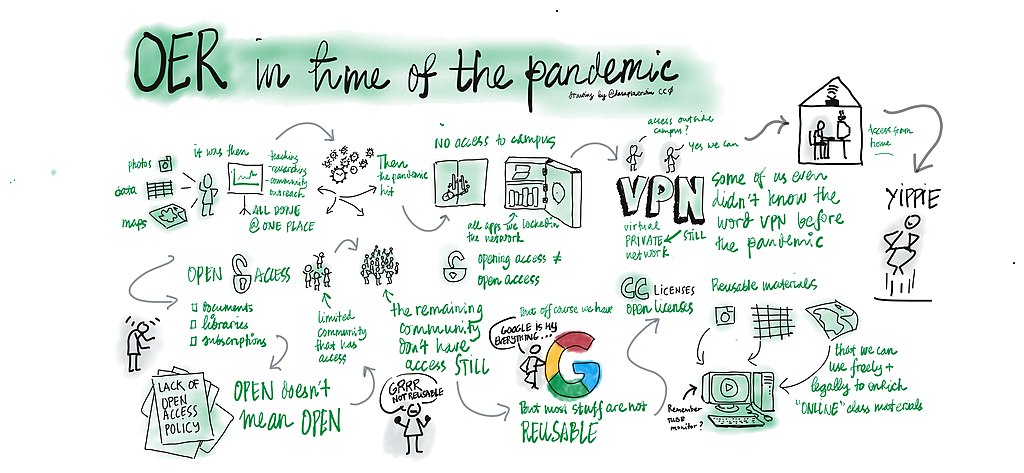 OER in time of the pandemic
drawing by @dasaptaerwin CC0
photos
data
maps
it was then
- teaching
- researching
- community outreach
ALL DONE
@ ONE PLACE
Then
the pandemic
hit
NO ACCESS to CAMPUS
all apps are locked in
the network
access outside
campus?
Yes we can
VPN
virtual
PRIVATE
network
STILL
some of us even
didn't know the
word VPN before
the pandemic
Access from
home
YIPPIE
OPEN ACCESS
documents
libraries
subscriptions
LACK OF
OPEN
ACCESS
POLICY
OPEN doesn't
mean OPEN
limited
community
that has
access
the remaining
community
don't have
access STILL
GRRR
NOT REUSABLE
opening access ≠
open access
But off course we have
GOOGLE IS MY
EVERYTHING...
G
But most stuff are not
REUSABLE
CC LICENSES
open licenses
Reusable materials
Remember
TUBE
monitor?
that we can
use freely +
legally to enrich
"ONLINE" class materials